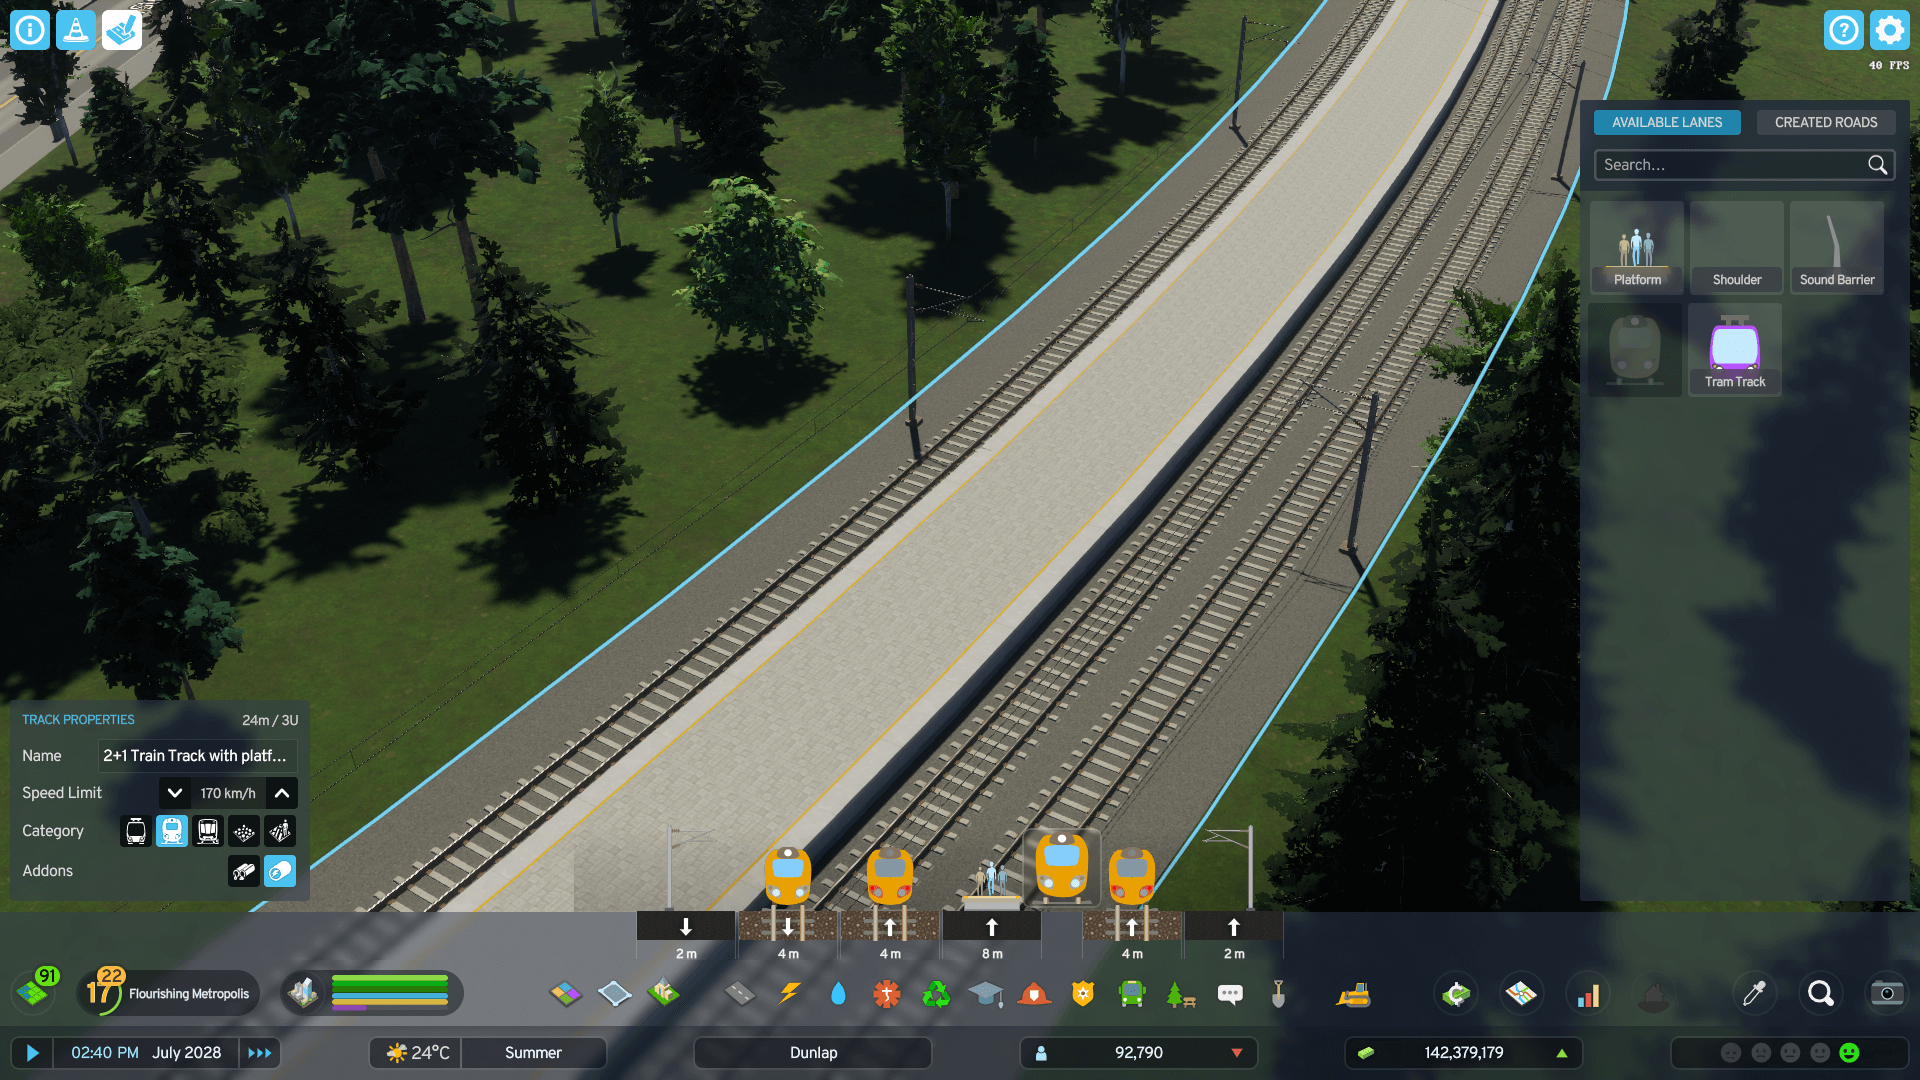 40 FPS
AVAILABLE LANES
CREATED ROADS
Search...
Platform
Shoulder
Sound Barrier
Tram Track
TRACK PROPERTIES
24m / 3U
Name
2+1 Train Track with platf...
Speed Limit
170 km/h
Category
Addons
2 m
4 m
4 m
8 m
4 m
2 m
91
22
17
Flourishing Metropolis
02:40 PM
July 2028
24°C
Summer
Dunlap
92,790
142,379,179